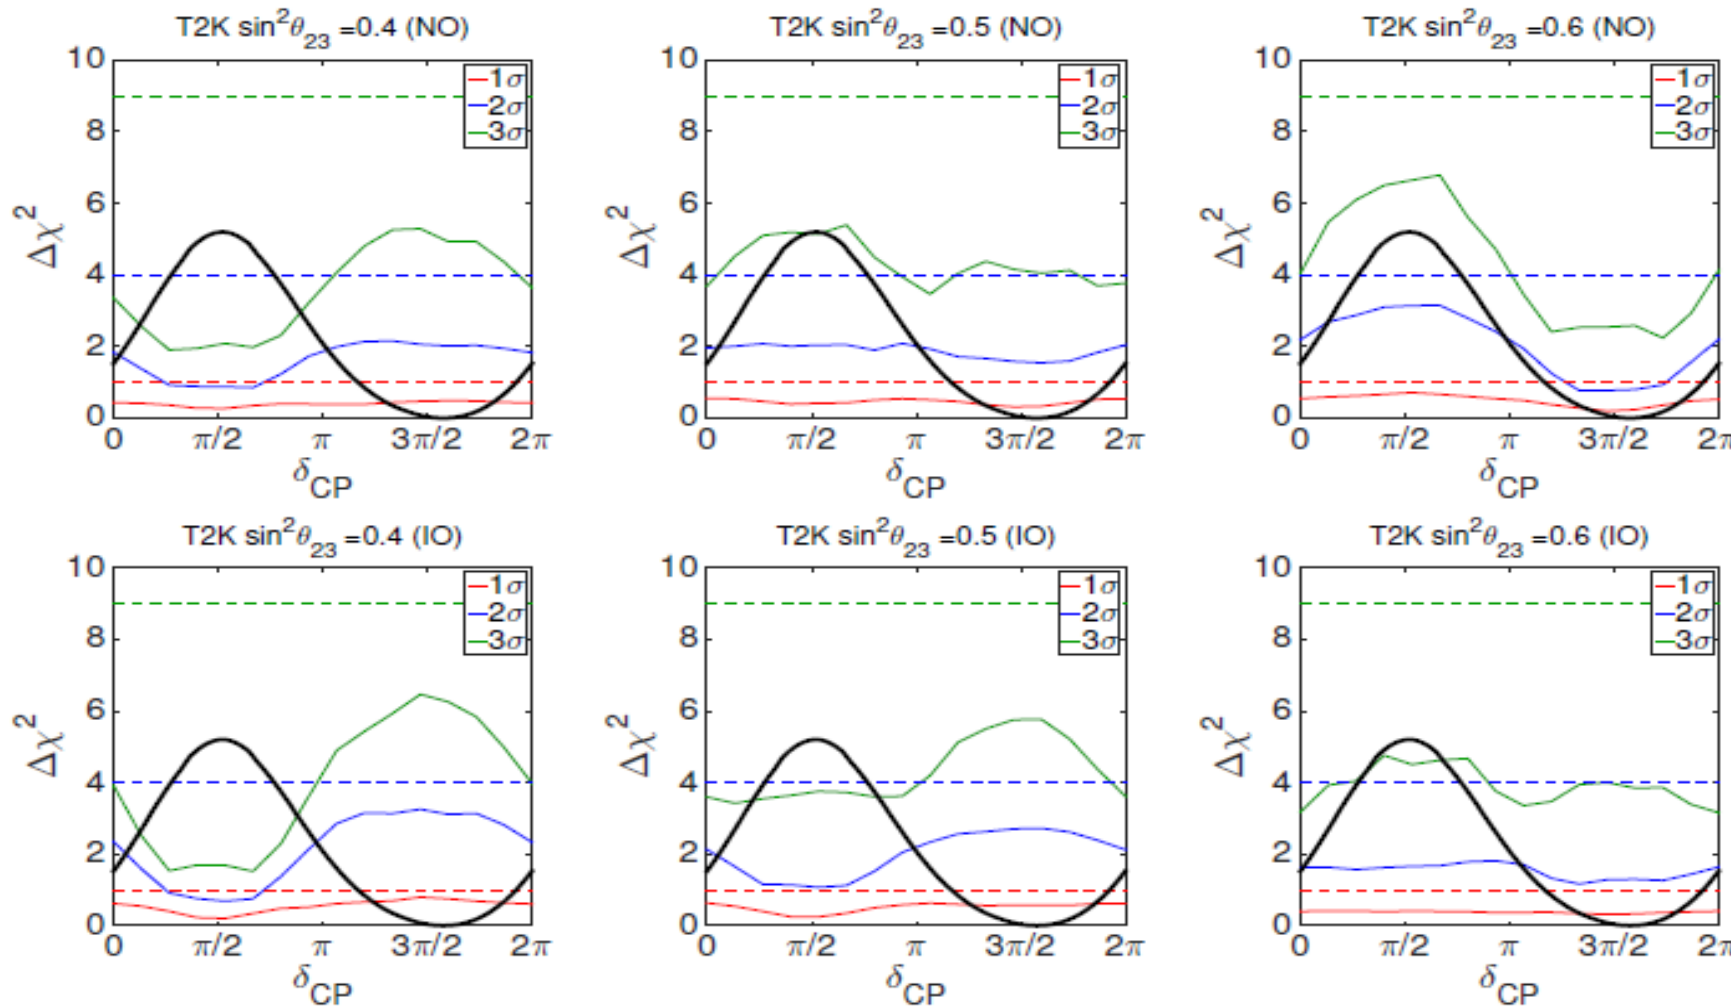 T2K sin²θ₂₃ =0.4 (NO)
10
8
6
4
2
0
Δχ²
1σ
2σ
3σ
0 π/2 π 3π/2 2π
δCP
T2K sin²θ₂₃ =0.5 (NO)
10
8
6
4
2
0
Δχ²
1σ
2σ
3σ
0 π/2 π 3π/2 2π
δCP
T2K sin²θ₂₃ =0.6 (NO)
10
8
6
4
2
0
Δχ²
1σ
2σ
3σ
0 π/2 π 3π/2 2π
δCP
T2K sin²θ₂₃ =0.4 (IO)
10
8
6
4
2
0
Δχ²
1σ
2σ
3σ
0 π/2 π 3π/2 2π
δCP
T2K sin²θ₂₃ =0.5 (IO)
10
8
6
4
2
0
Δχ²
1σ
2σ
3σ
0 π/2 π 3π/2 2π
δCP
T2K sin²θ₂₃ =0.6 (IO)
10
8
6
4
2
0
Δχ²
1σ
2σ
3σ
0 π/2 π 3π/2 2π
δCP